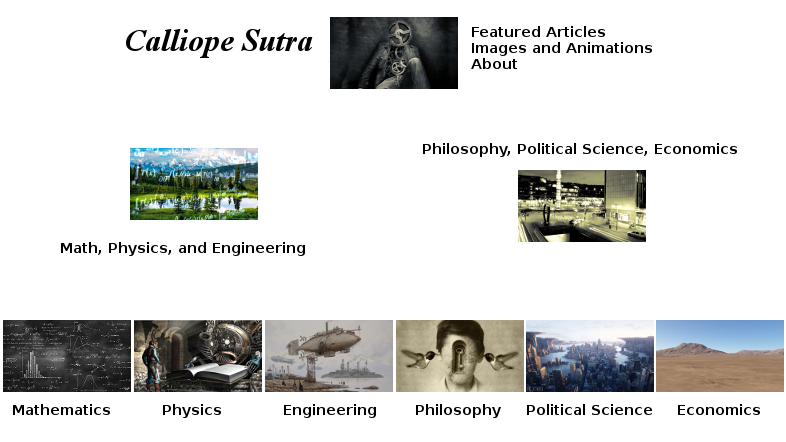 Calliope Sutra
Featured Articles
Images and Animations
About
Philosophy, Political Science, Economics
Math, Physics, and Engineering
Mathematics
Physics
Engineering
Philosophy
Political Science
Economics